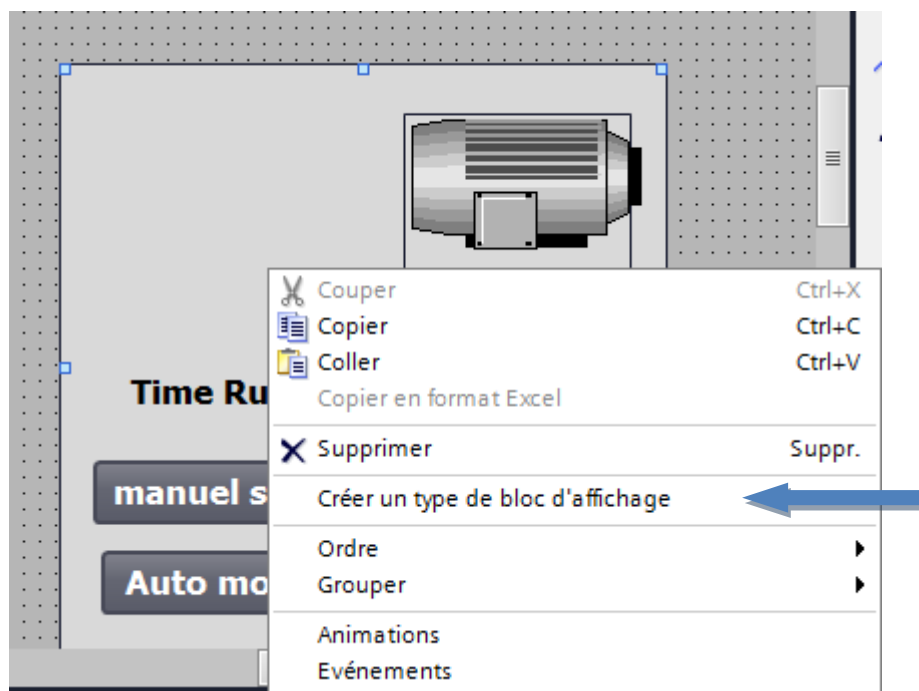 Couper Ctrl+X
Copier Ctrl+C
Coller Ctrl+V
Time Ru
Copier en format Excel
Supprimer Suppr.
manuel s
Créer un type de bloc d'affichage
Ordre
Auto mo
Grouper
Animations
Evénements